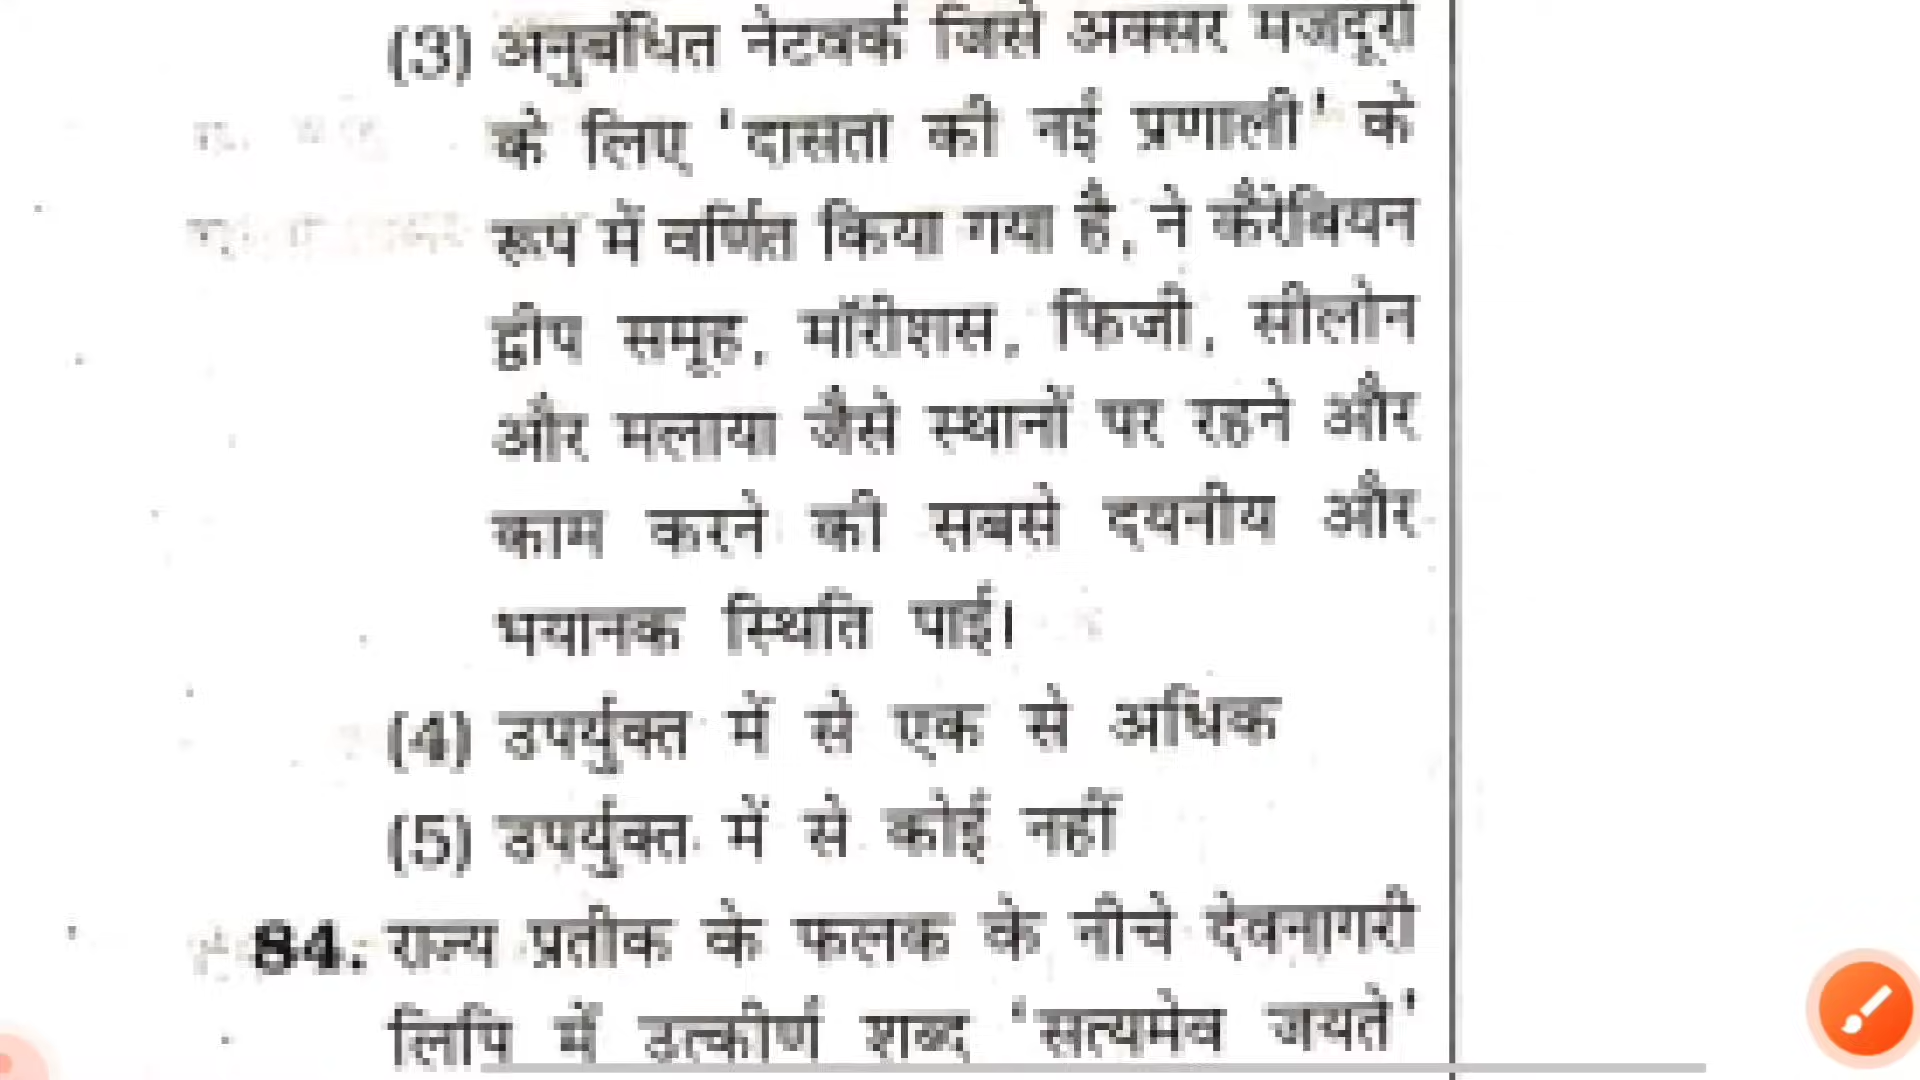 (3) अनुबंधित नेटवर्क जिसे अक्सर मजदूरों
के लिए 'दासता की नई प्रणाली' के
रूप में वर्णित किया गया है, ने कैरेबियन
द्वीप समूह, मॉरीशस, फिजी, सीलोन
और मलाया जैसे स्थानों पर रहने और
काम करने की सबसे दयनीय और
भयानक स्थिति पाई।
(4) उपर्युक्त में से एक से अधिक
(5) उपर्युक्त में से कोई नहीं
84. राज्य प्रतीक के फलक के नीचे देवनागरी
लिपि में उत्कीर्ण शब्द 'सत्यमेव जयते'